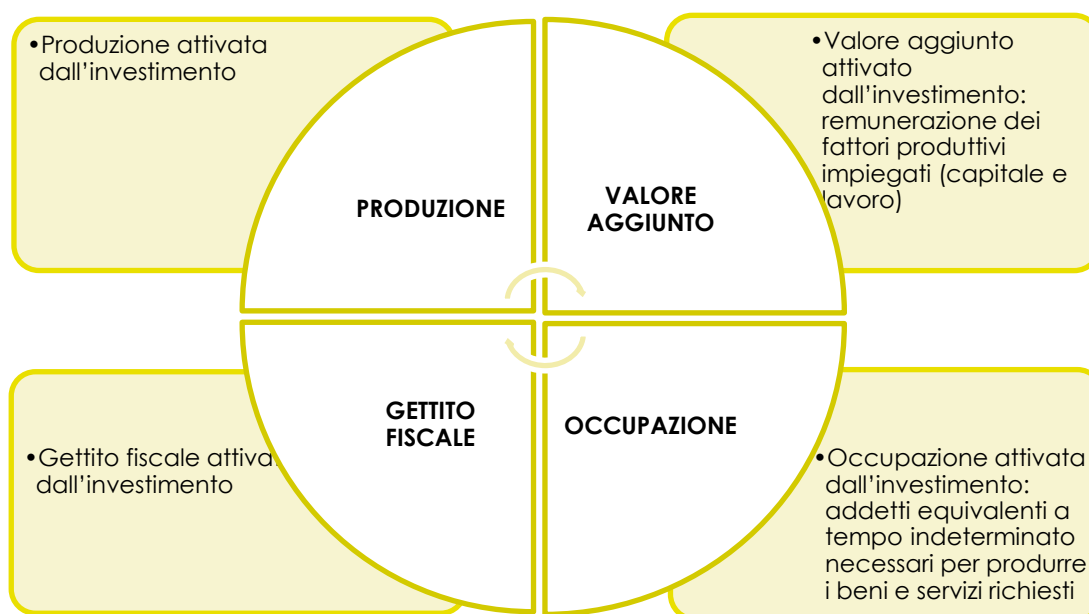 •Produzione attivata
dall’investimento
PRODUZIONE
•Valore aggiunto
attivato
dall’investimento:
remunerazione dei
fattori produttivi
impiegati (capitale e
lavoro)
VALORE
AGGIUNTO
GETTITO
FISCALE
•Gettito fiscale
dall’investimento
OCCUPAZIONE
•Occupazione attivata
dall’investimento:
addetti equivalenti a
tempo indeterminato
necessari per produrre
i beni e servizi richiesti